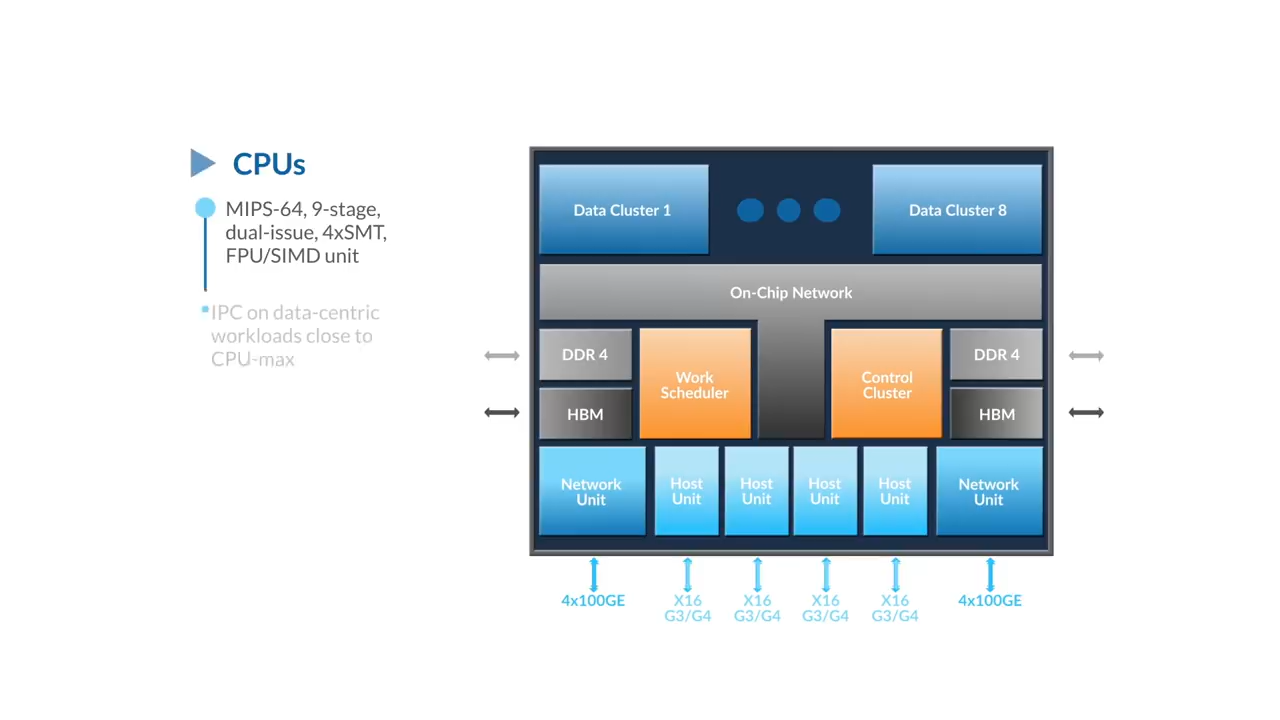 CPUs
MIPS-64, 9-stage,
dual-issue, 4xSMT,
FPU/SIMD unit
IPC on data-centric
workloads close to
CPU-max
Data Cluster 1
Data Cluster 8
On-Chip Network
DDR 4
Work
Scheduler
Control
Cluster
DDR 4
HBM
HBM
Network
Unit
Host
Unit
Host
Unit
Host
Unit
Host
Unit
Network
Unit
4x100GE
X16
G3/G4
X16
G3/G4
X16
G3/G4
X16
G3/G4
4x100GE